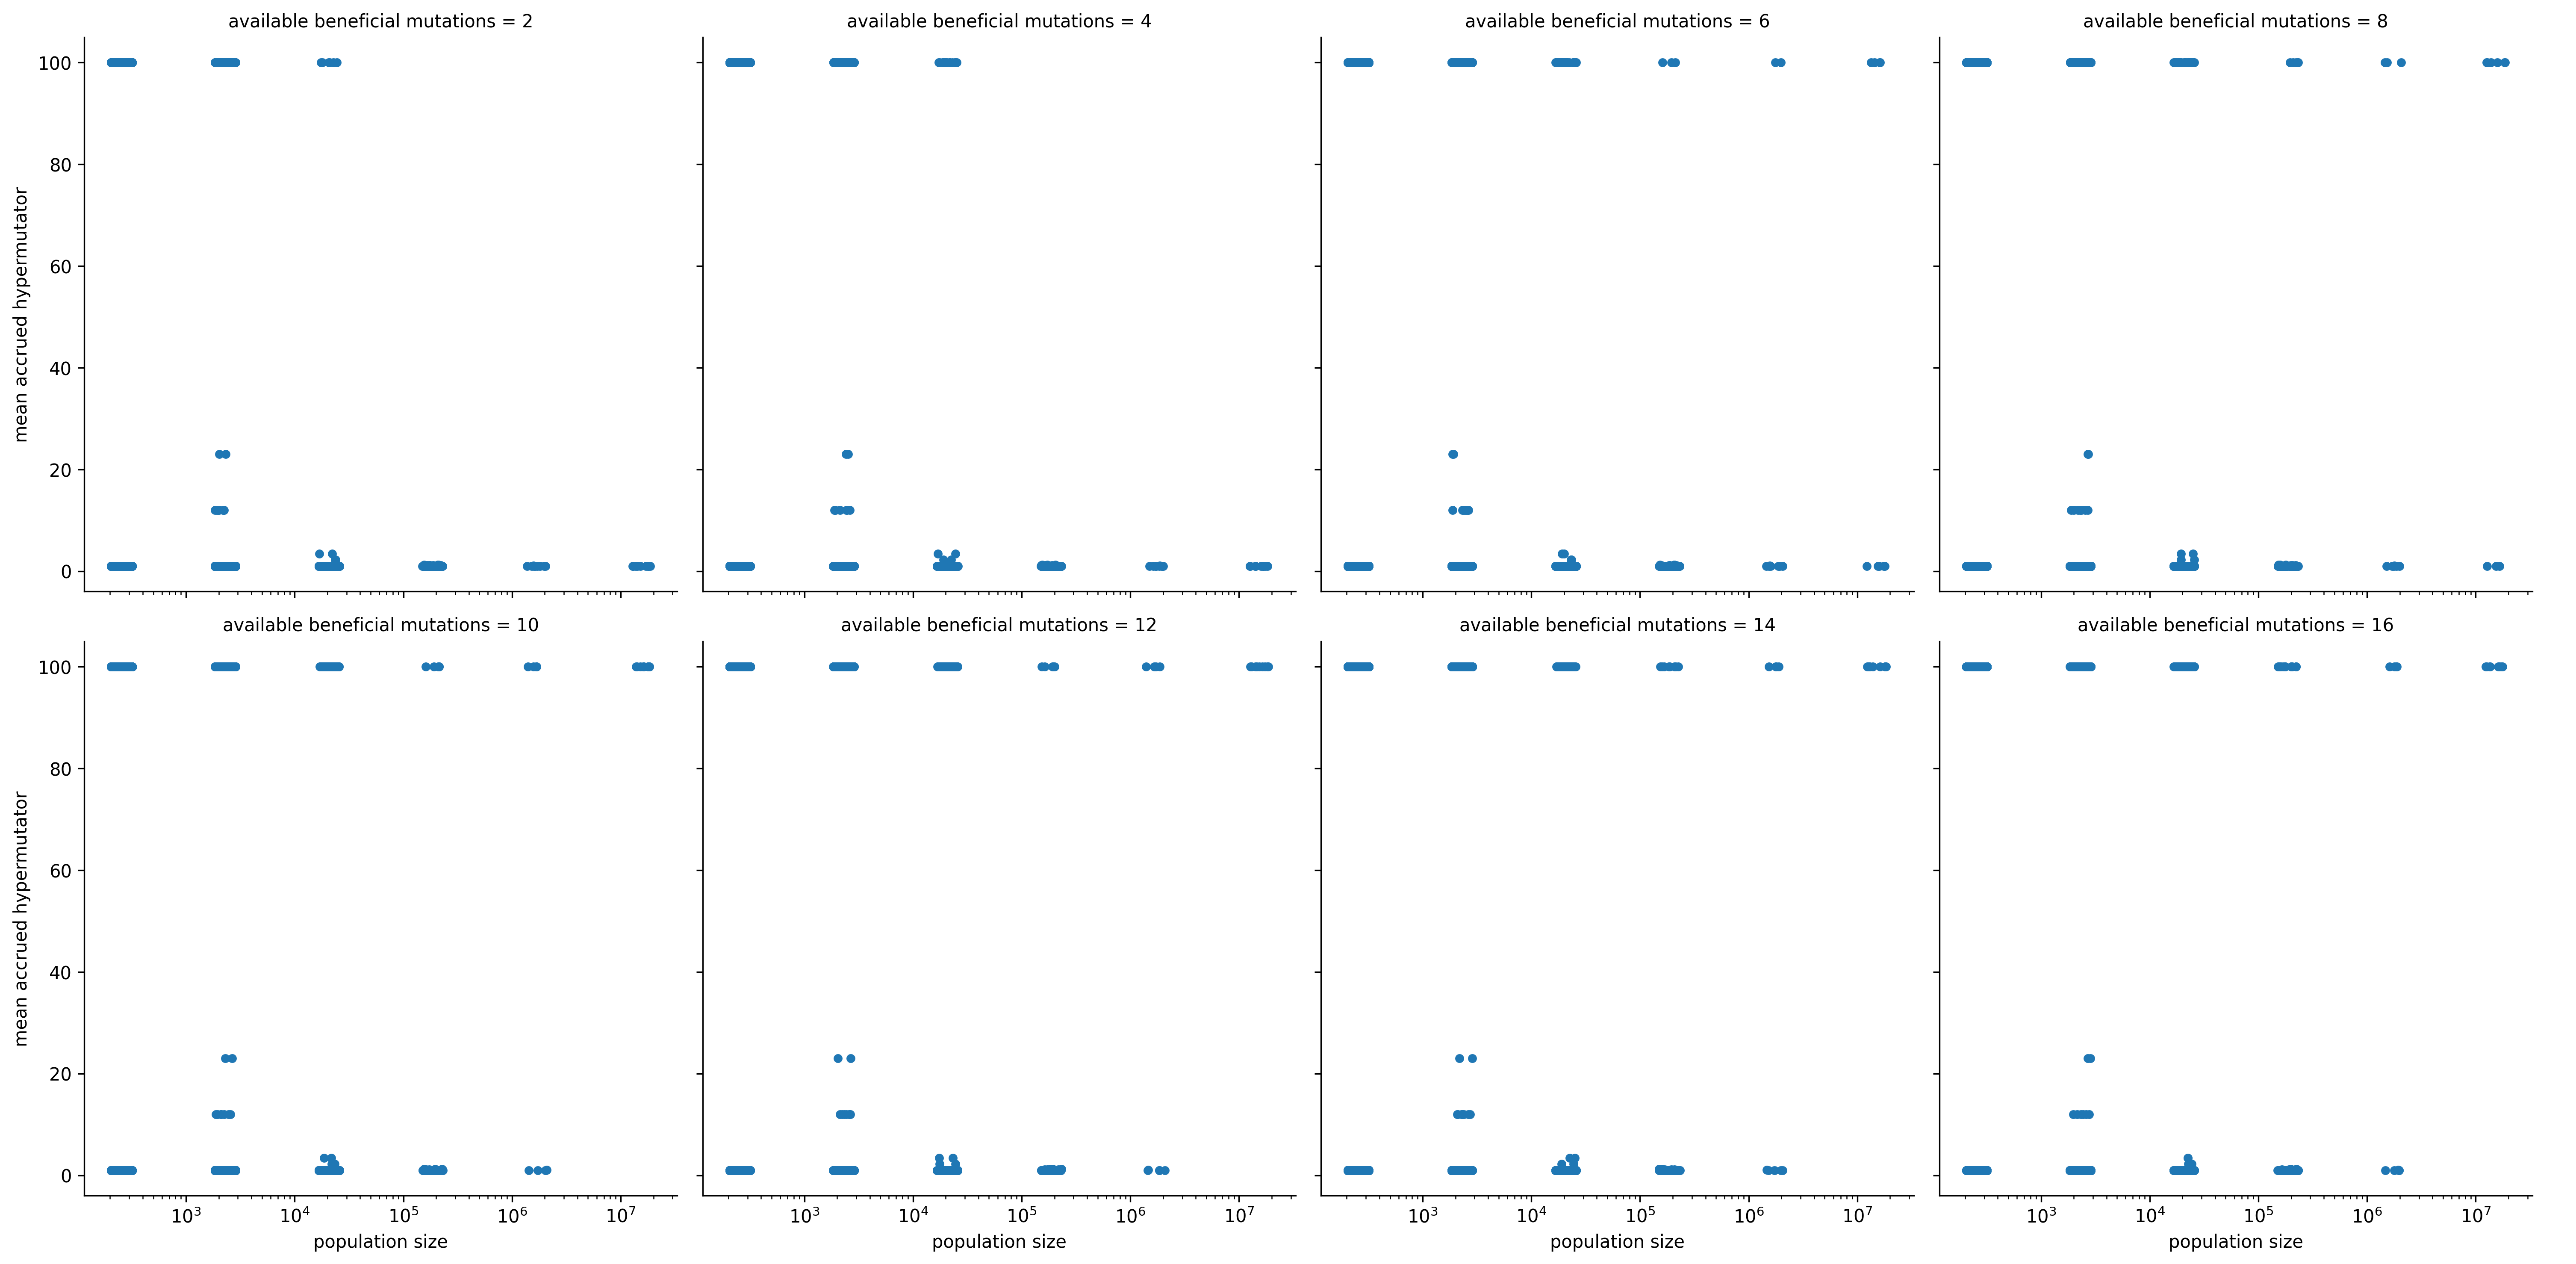 available beneficial mutations = 2
available beneficial mutations = 4
available beneficial mutations = 6
available beneficial mutations = 8
100
80
60
40
20
0
mean accrued hypermutator
available beneficial mutations = 10
available beneficial mutations = 12
available beneficial mutations = 14
available beneficial mutations = 16
100
80
60
40
20
0
mean accrued hypermutator
10³ 10⁴ 10⁵ 10⁶ 10⁷
10³ 10⁴ 10⁵ 10⁶ 10⁷
10³ 10⁴ 10⁵ 10⁶ 10⁷
10³ 10⁴ 10⁵ 10⁶ 10⁷
population size
population size
population size
population size